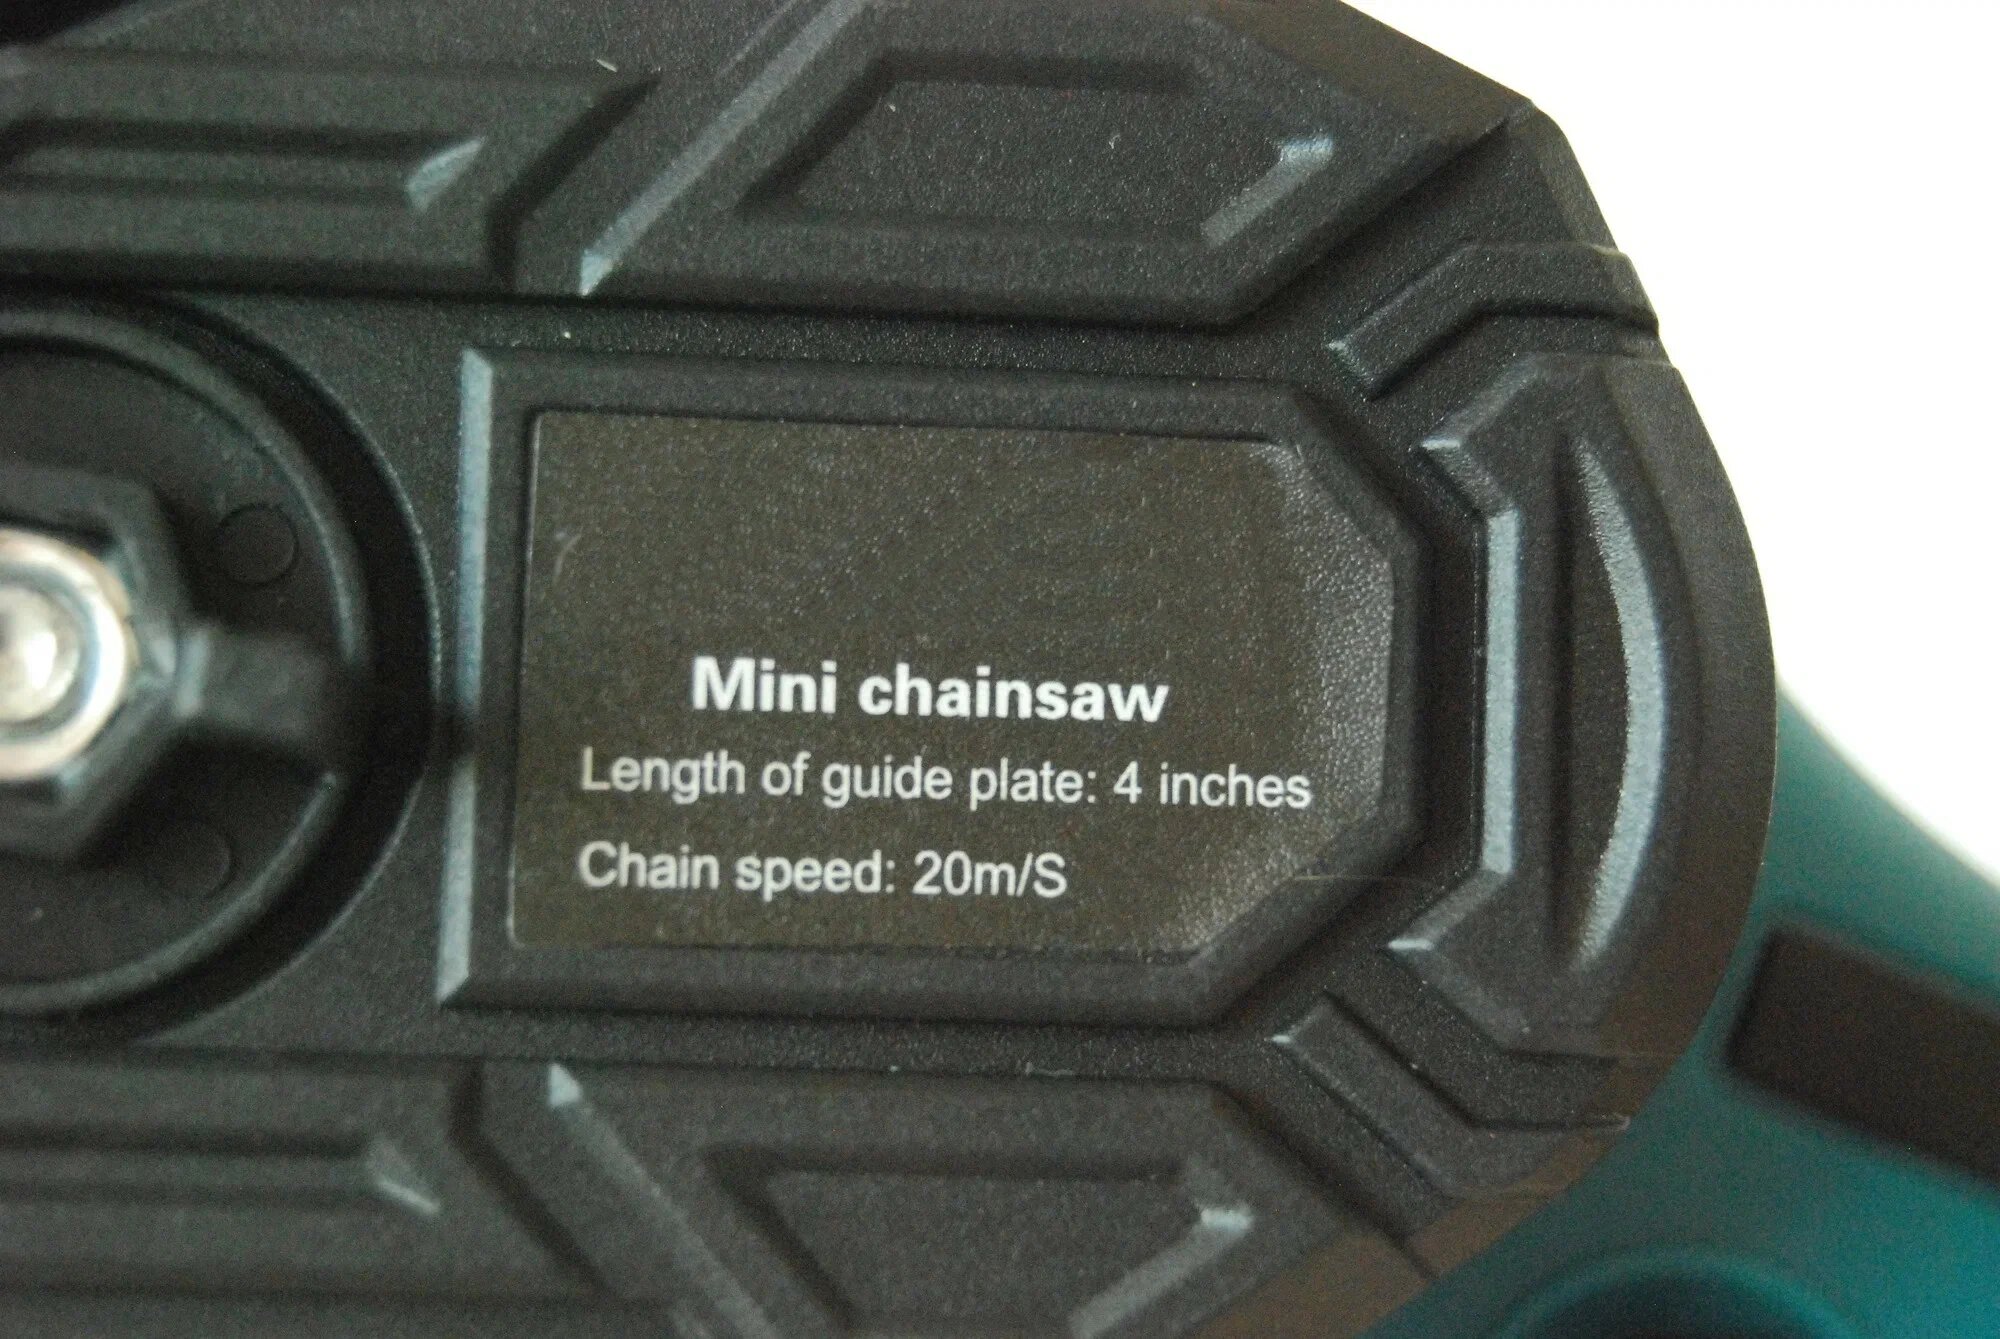 Mini chainsaw
Length of guide plate: 4 inches
Chain speed: 20m/S